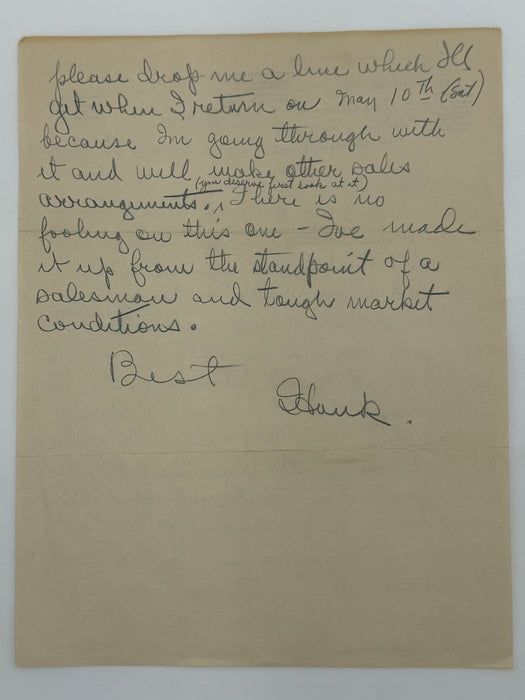 please drop me a line which I'll
get when I return on May 10th (Sat)
because Im going through with
it and will make other sales
(you deserve first look at it)
arrangements. There is no
fooling on this one - I've made
it up from the standpoint of a
salesman and tough market
conditions.
Best
Hank.